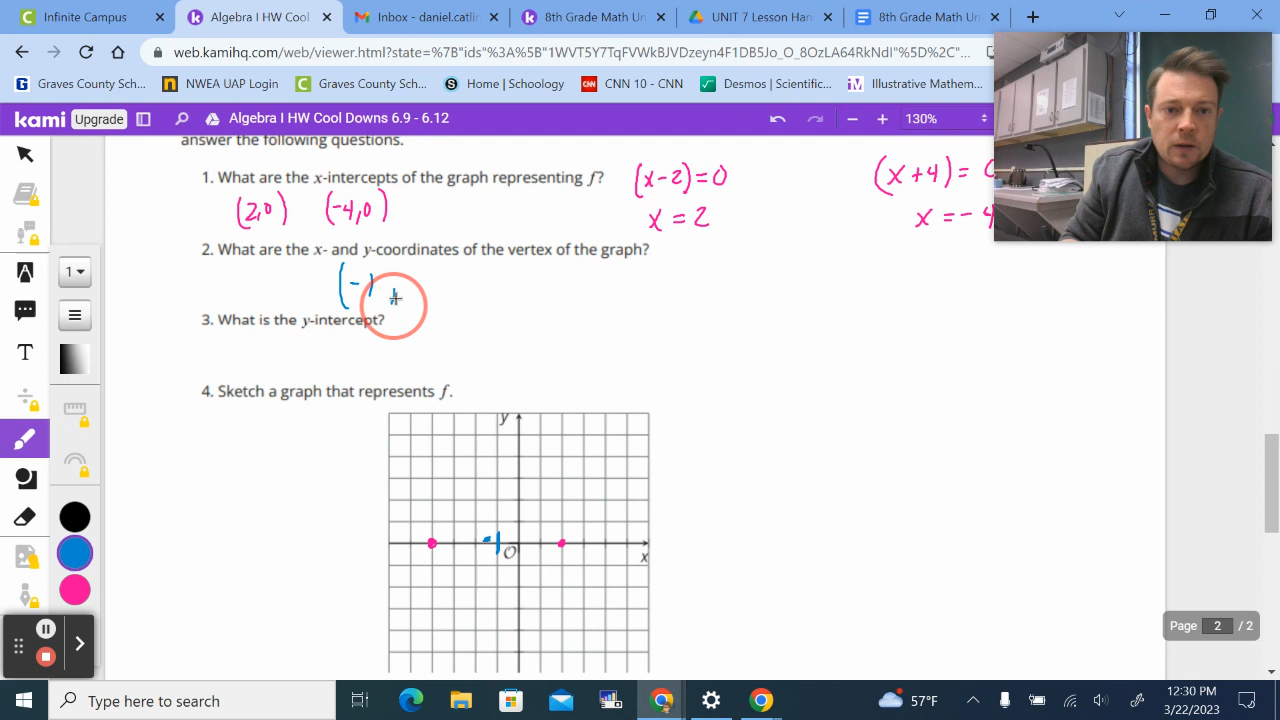 Infinite Campus
Algebra I HW Cool
Inbox - daniel.catlin
8th Grade Math Un
UNIT 7 Lesson Han
8th Grade Math Un
web.kamihq.com/web/viewer.html?state=%7B"ids"%3A%5B"1WVT5Y7TqFVWkBJVDzeyn4F1DB5Jo_O_8OzLA64RkNdI"%5D%2C"...
Graves County Sch...
NWEA UAP Login
Graves County Sch...
Home | Schoology
CNN 10 - CNN
Desmos | Scientific...
Illustrative Mathem...
kami Upgrade
Algebra I HW Cool Downs 6.9 - 6.12
130%
answer the following questions.
1. What are the x-intercepts of the graph representing f?
(x-2)=0
(x+4)= 0
(2,0) (-4,0)
x = 2
x = - 4
2. What are the x- and y-coordinates of the vertex of the graph?
(-1
3. What is the y-intercept?
4. Sketch a graph that represents f.
y
-1
O
x
1
T
Page 2 / 2
Type here to search
57°F
12:30 PM
3/22/2023